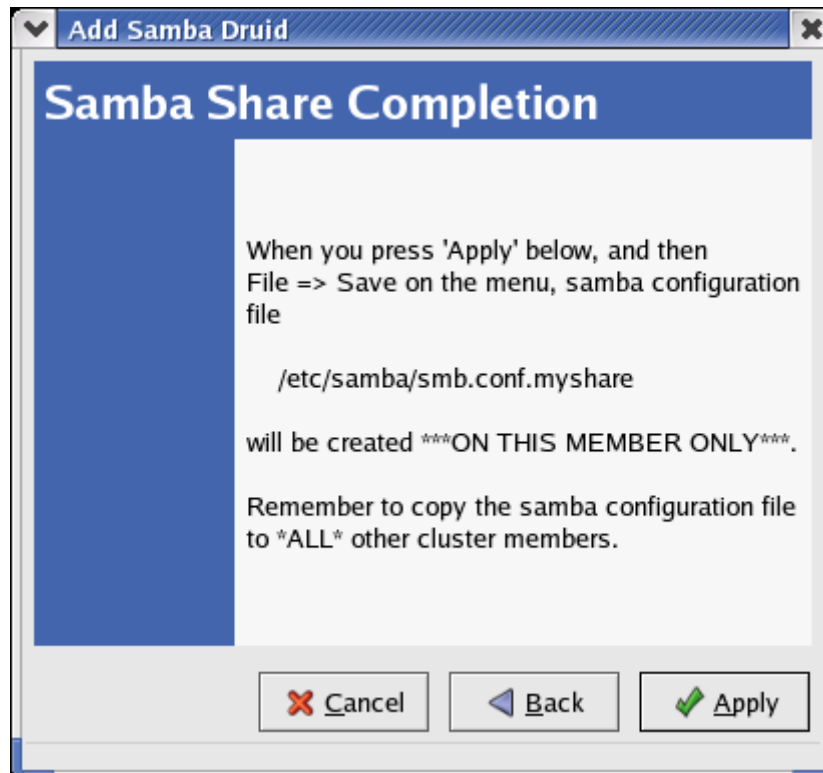 Add Samba Druid
Samba Share Completion
When you press 'Apply' below, and then
File => Save on the menu, samba configuration
file
/etc/samba/smb.conf.myshare
will be created ***ON THIS MEMBER ONLY***.
Remember to copy the samba configuration file
to *ALL* other cluster members.
Cancel
Back
Apply